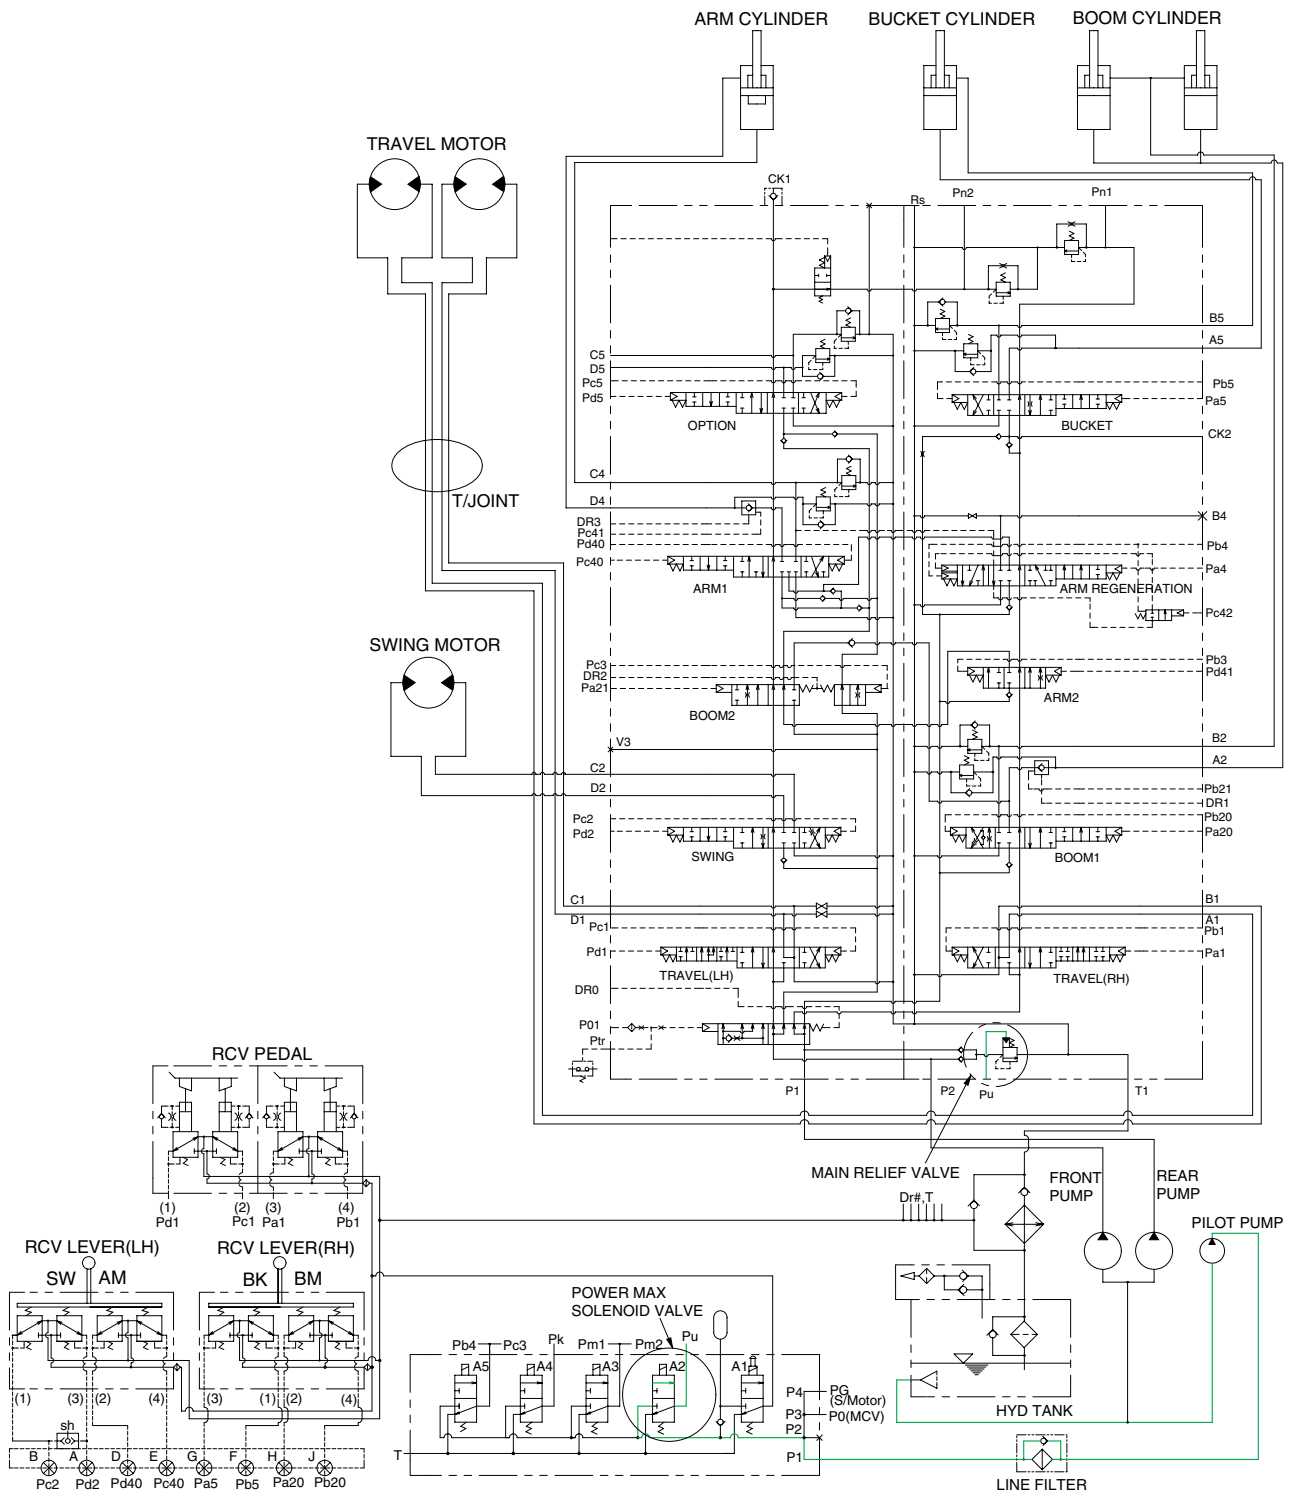 ARM CYLINDER
BUCKET CYLINDER
BOOM CYLINDER
TRAVEL MOTOR
CK1
Rs
Pn2
Pn1
B5
A5
C5
D5
Pc5
Pd5
Pb5
Pa5
OPTION
BUCKET
CK2
T/JOINT
C4
D4
DR3
Pc41
Pd40
Pc40
B4
Pb4
Pa4
ARM1
ARM REGENERATION
Pc42
SWING MOTOR
Pc3
DR2
Pa21
Pb3
Pd41
BOOM2
ARM2
V3
B2
A2
C2
D2
Pb21
DR1
Pb20
Pa20
Pc2
Pd2
SWING
BOOM1
C1
D1
Pc1
Pd1
B1
A1
Pb1
Pa1
TRAVEL(LH)
TRAVEL(RH)
DR0
P01
Ptr
P1
P2
Pu
T1
RCV PEDAL
(1)
(2)
(3)
(4)
Pd1
Pc1
Pa1
Pb1
MAIN RELIEF VALVE
Dr#,T
FRONT
PUMP
REAR
PUMP
PILOT PUMP
RCV LEVER(LH)
RCV LEVER(RH)
SW
AM
BK
BM
POWER MAX
SOLENOID VALVE
Pb4
Pc3
Pk
Pm1
Pm2
Pu
A5
A4
A3
A2
A1
P4
PG
(S/Motor)
P3
P0(MCV)
P2
P1
T
HYD TANK
LINE FILTER
(1)
(3)
(2)
(4)
(3)
(1)
(2)
(4)
sh
B
A
D
E
G
F
H
J
Pc2
Pd2
Pd40
Pc40
Pa5
Pb5
Pa20
Pb20